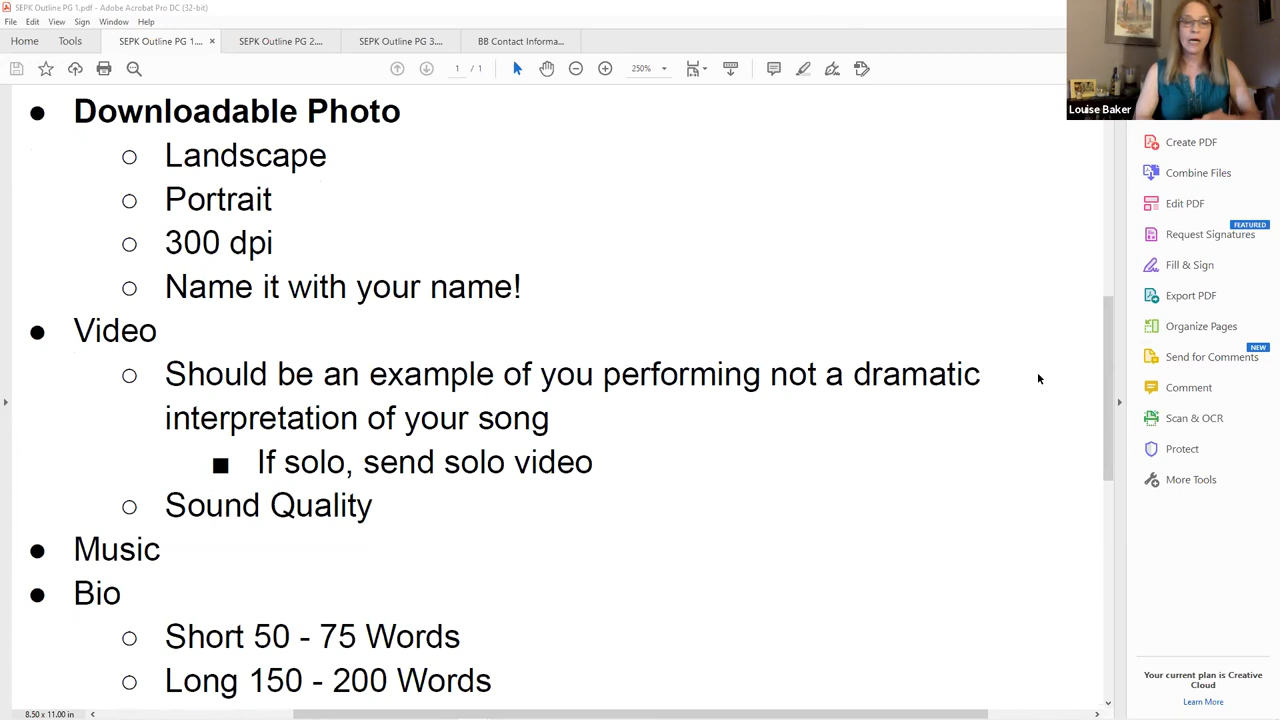 SEPK Outline PG 1.pdf - Adobe Acrobat Pro DC (32-bit)
File Edit View Sign Window Help
Home Tools SEPK Outline PG 1.... × SEPK Outline PG 2.... SEPK Outline PG 3.... BB Contact Informa...
1 / 1 250%
Louise Baker
● Downloadable Photo
○ Landscape
○ Portrait
○ 300 dpi
○ Name it with your name!
● Video
○ Should be an example of you performing not a dramatic
interpretation of your song
■ If solo, send solo video
○ Sound Quality
● Music
● Bio
○ Short 50 - 75 Words
○ Long 150 - 200 Words
8.50 x 11.00 in
Create PDF
Combine Files
Edit PDF
FEATURED
Request Signatures
Fill & Sign
Export PDF
Organize Pages
NEW
Send for Comments
Comment
Scan & OCR
Protect
More Tools
Your current plan is Creative
Cloud
Learn More